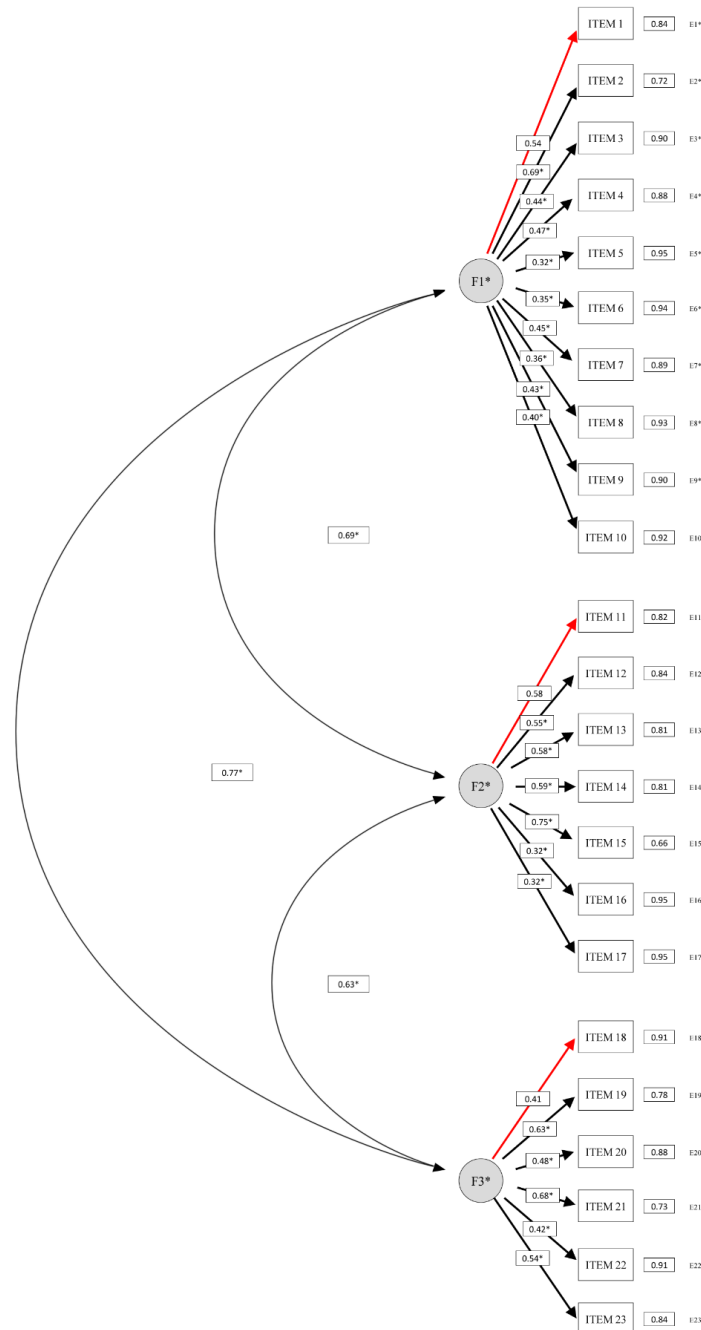 ITEM 1 0.84 E1*
ITEM 2 0.72 E2*
ITEM 3 0.90 E3*
0.54
0.69*
ITEM 4 0.88 E4*
0.44*
0.47*
ITEM 5 0.95 E5*
0.32*
F1*
0.35*
ITEM 6 0.94 E6*
0.45*
0.36*
ITEM 7 0.89 E7*
0.43*
0.40*
ITEM 8 0.93 E8*
ITEM 9 0.90 E9*
0.69*
ITEM 10 0.92 E10
ITEM 11 0.82 E11
ITEM 12 0.84 E12
0.58
0.55*
ITEM 13 0.81 E13
0.58*
0.77*
F2*
0.59*
ITEM 14 0.81 E14
0.75*
ITEM 15 0.66 E15
0.32*
0.32*
ITEM 16 0.95 E16
ITEM 17 0.95 E17
0.63*
ITEM 18 0.91 E18
ITEM 19 0.78 E19
0.41
0.63*
ITEM 20 0.88 E20
0.48*
F3*
0.68*
ITEM 21 0.73 E21
0.42*
0.54*
ITEM 22 0.91 E22
ITEM 23 0.84 E23